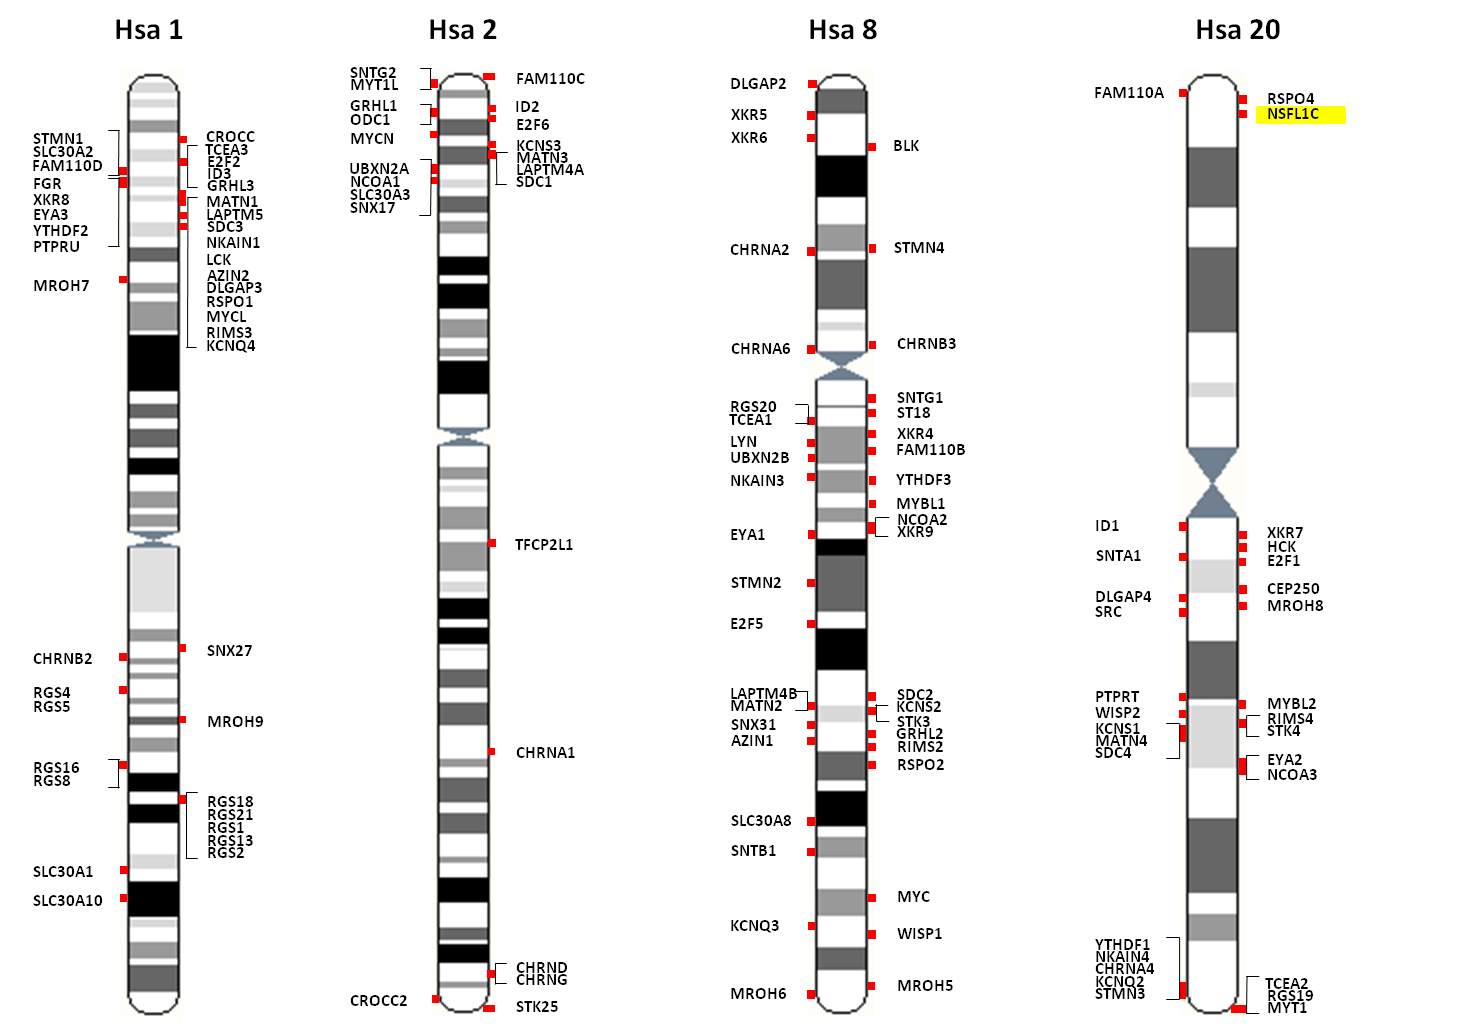 Hsa 1
Hsa 2
Hsa 8
Hsa 20
STMN1
SLC30A2
FAM110D
FGR
XKR8
EYA3
YTHDF2
PTPRU
MROH7
CHRNB2
RGS4
RGS5
RGS16
RGS8
SLC30A1
SLC30A10
CROCC
TCEA3
E2F2
ID3
GRHL3
MATN1
LAPTM5
SDC3
NKAIN1
LCK
AZIN2
DLGAP3
RSPO1
MYCL
RIMS3
KCNQ4
SNX27
MROH9
RGS18
RGS21
RGS1
RGS13
RGS2
SNTG2
MYT1L
GRHL1
ODC1
MYCN
UBXN2A
NCOA1
SLC30A3
SNX17
CROCC2
FAM110C
ID2
E2F6
KCNS3
MATN3
LAPTM4A
SDC1
TFCP2L1
CHRNA1
CHRND
CHRNG
STK25
DLGAP2
XKR5
XKR6
CHRNA2
CHRNA6
RGS20
TCEA1
LYN
UBXN2B
NKAIN3
EYA1
STMN2
E2F5
LAPTM4B
MATN2
SNX31
AZIN1
SLC30A8
SNTB1
KCNQ3
MROH6
BLK
STMN4
CHRNB3
SNTG1
ST18
XKR4
FAM110B
YTHDF3
MYBL1
NCOA2
XKR9
SDC2
KCNS2
STK3
GRHL2
RIMS2
RSPO2
MYC
WISP1
MROH5
FAM110A
ID1
SNTA1
DLGAP4
SRC
PTPRT
WISP2
KCNS1
MATN4
SDC4
YTHDF1
NKAIN4
CHRNA4
KCNQ2
STMN3
RSPO4
NSFL1C
XKR7
HCK
E2F1
CEP250
MROH8
MYBL2
RIMS4
STK4
EYA2
NCOA3
TCEA2
RGS19
MYT1